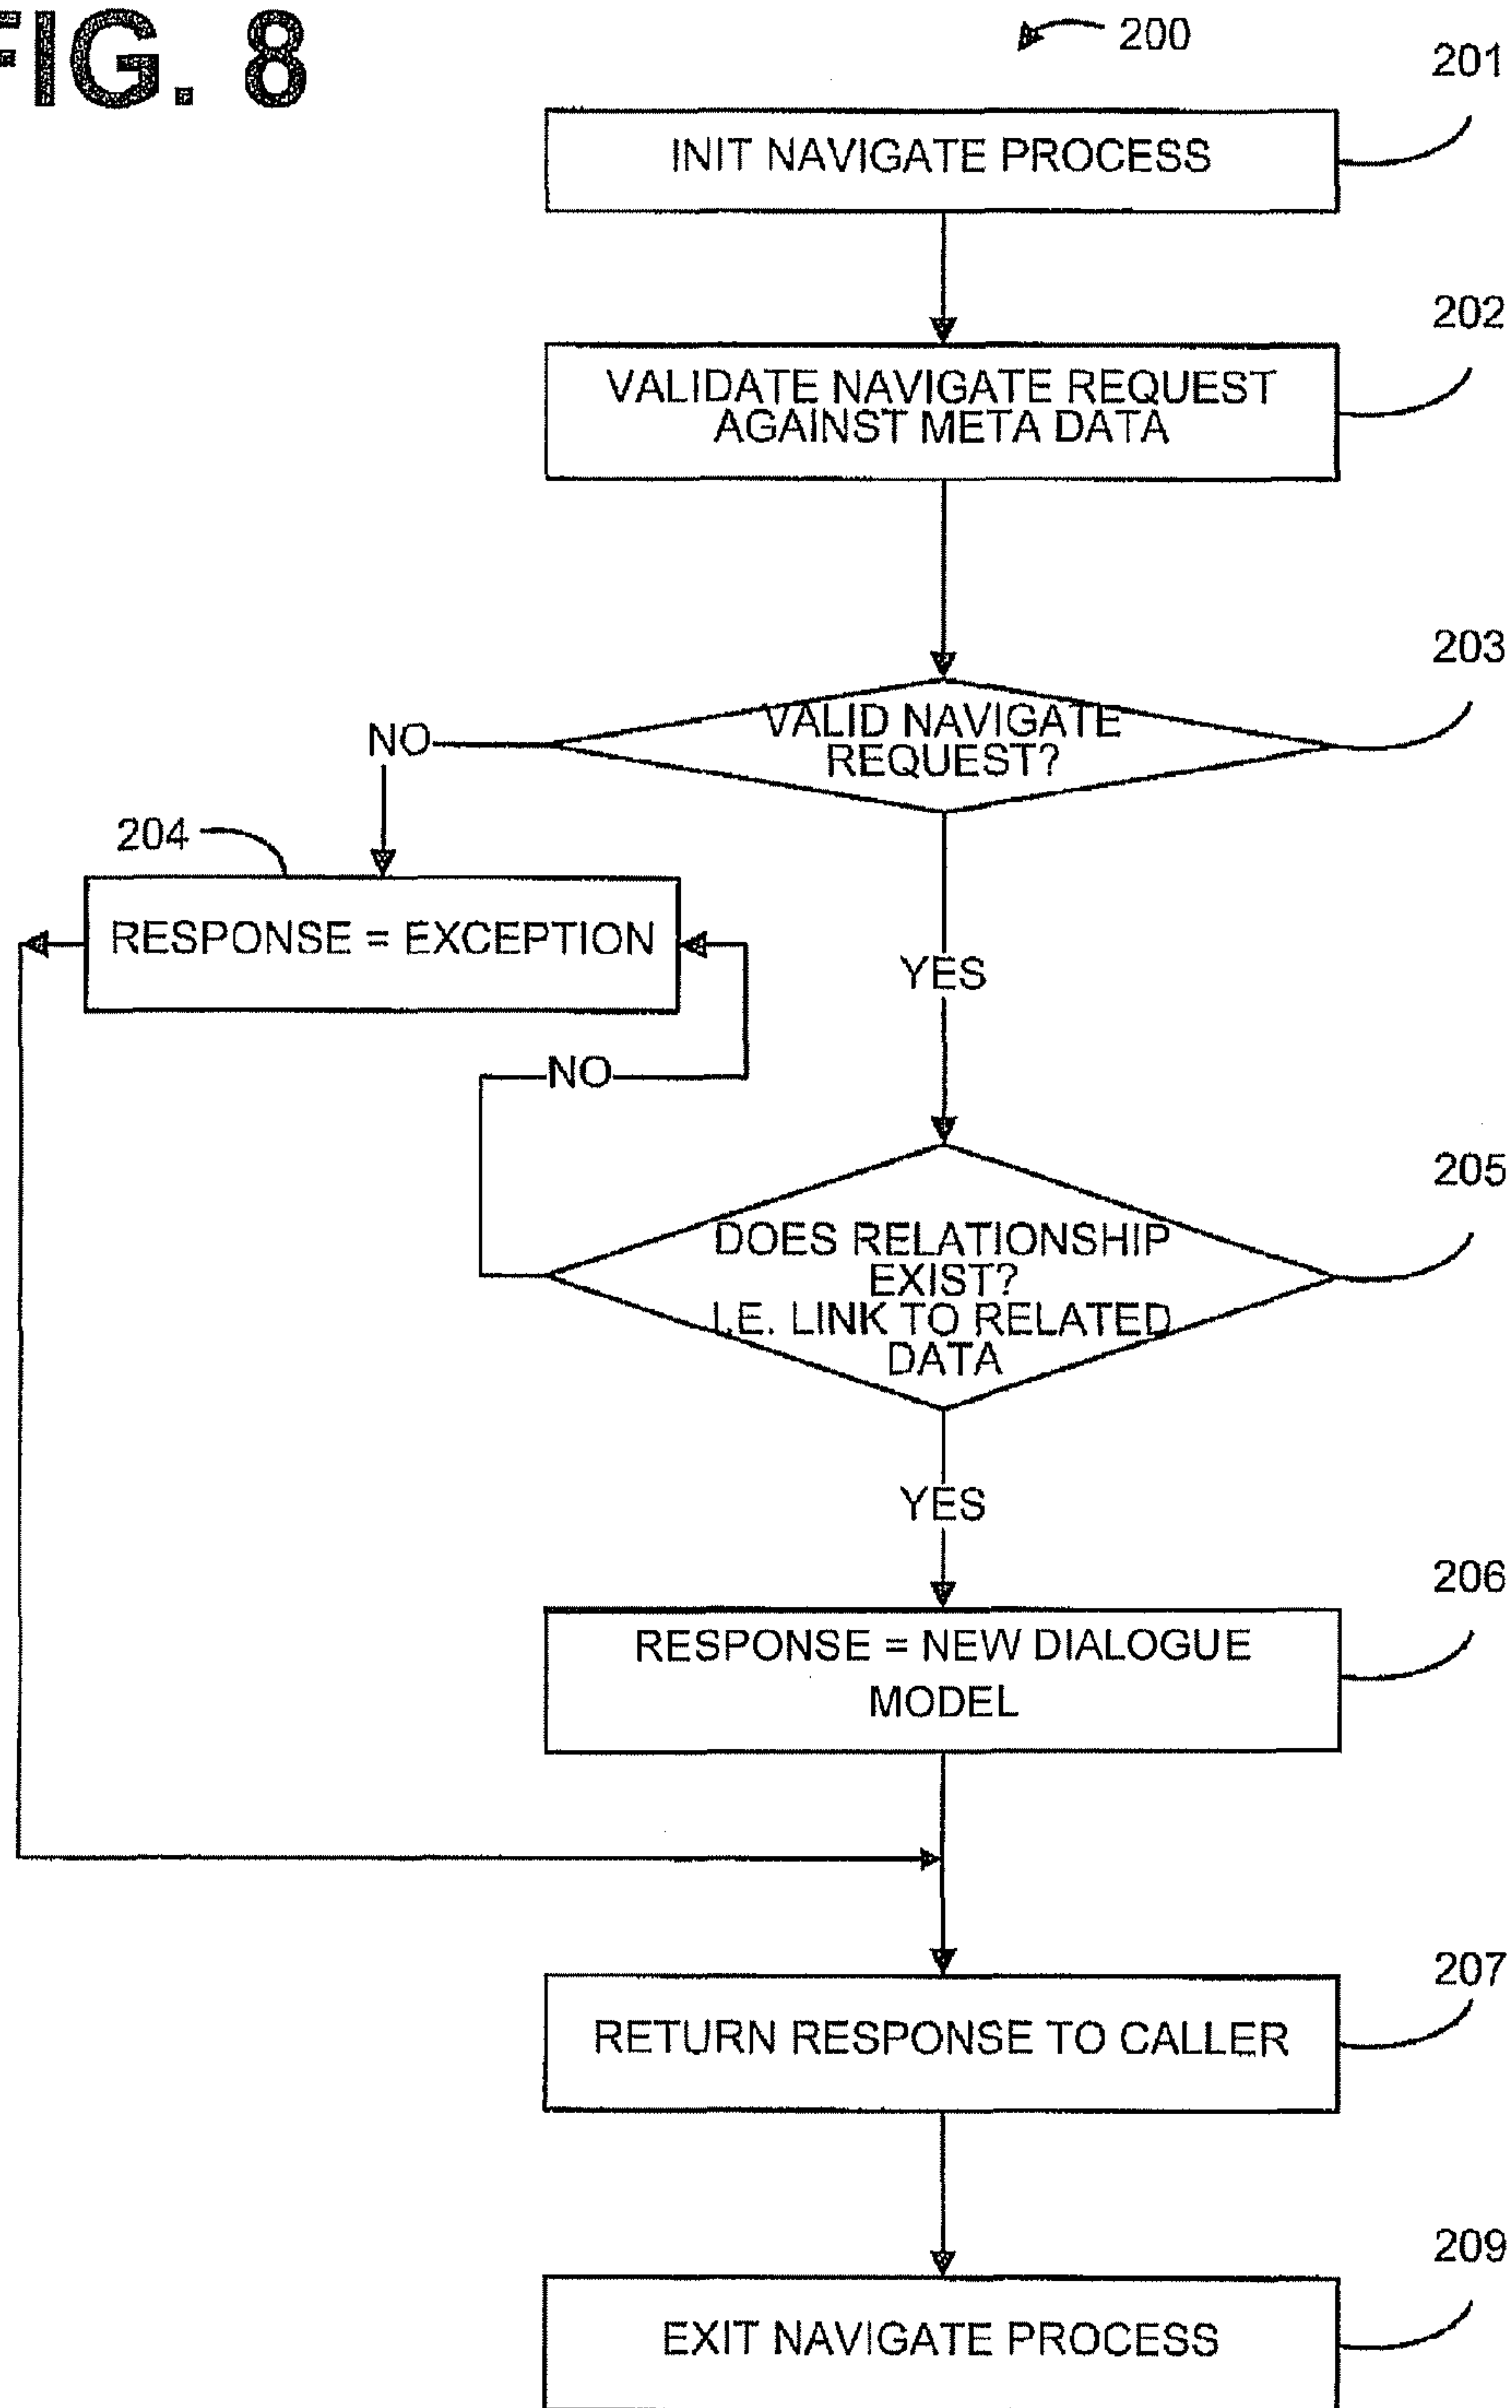 FIG. 8
200
201
INIT NAVIGATE PROCESS
202
VALIDATE NAVIGATE REQUEST
AGAINST META DATA
203
VALID NAVIGATE
REQUEST?
NO
204
RESPONSE = EXCEPTION
YES
NO
205
DOES RELATIONSHIP
EXIST?
I.E. LINK TO RELATED
DATA
YES
206
RESPONSE = NEW DIALOGUE
MODEL
207
RETURN RESPONSE TO CALLER
209
EXIT NAVIGATE PROCESS